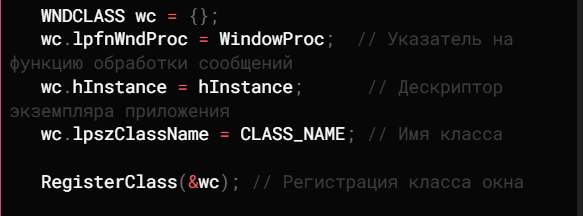 WNDCLASS wc = {};
wc.lpfnWndProc = WindowProc;  // Указатель на
функцию обработки сообщений
wc.hInstance = hInstance;      // Дескриптор
экземпляра приложения
wc.lpszClassName = CLASS_NAME; // Имя класса
RegisterClass(&wc); // Регистрация класса окна